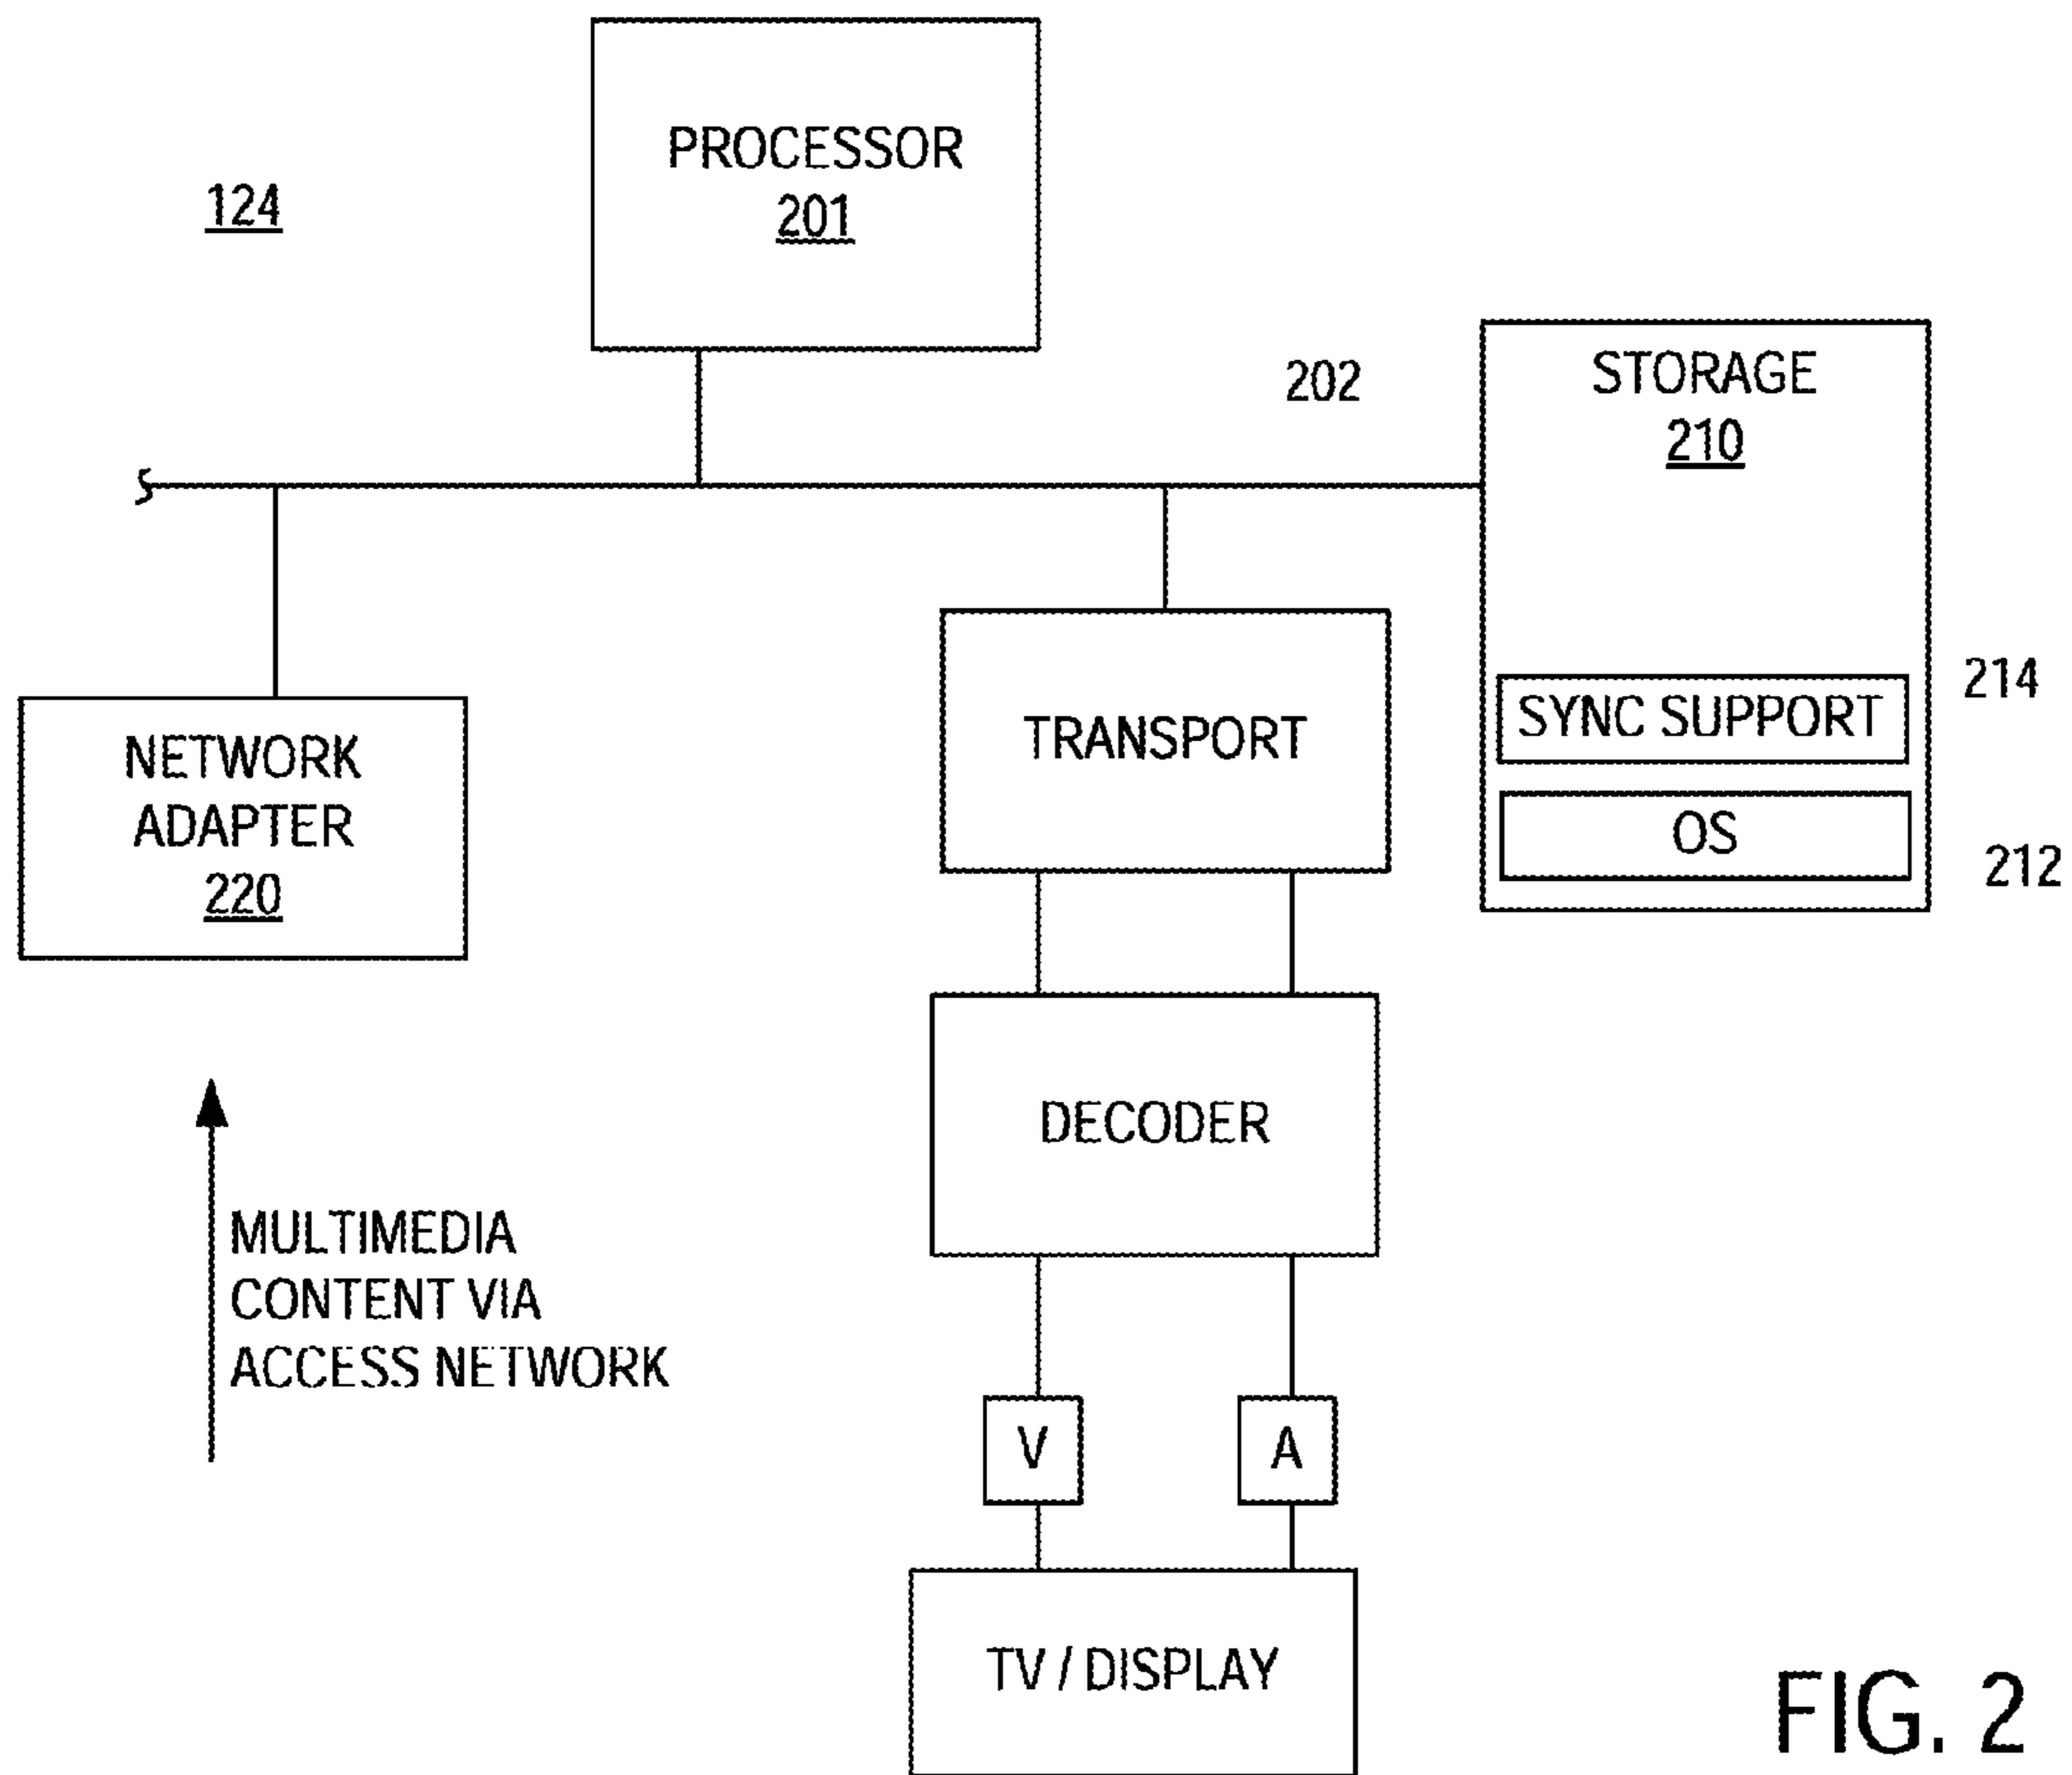 PROCESSOR
201
124
202
STORAGE
210
SYNC SUPPORT
214
OS
212
NETWORK
ADAPTER
220
TRANSPORT
DECODER
MULTIMEDIA
CONTENT VIA
ACCESS NETWORK
V
A
TV / DISPLAY
FIG. 2